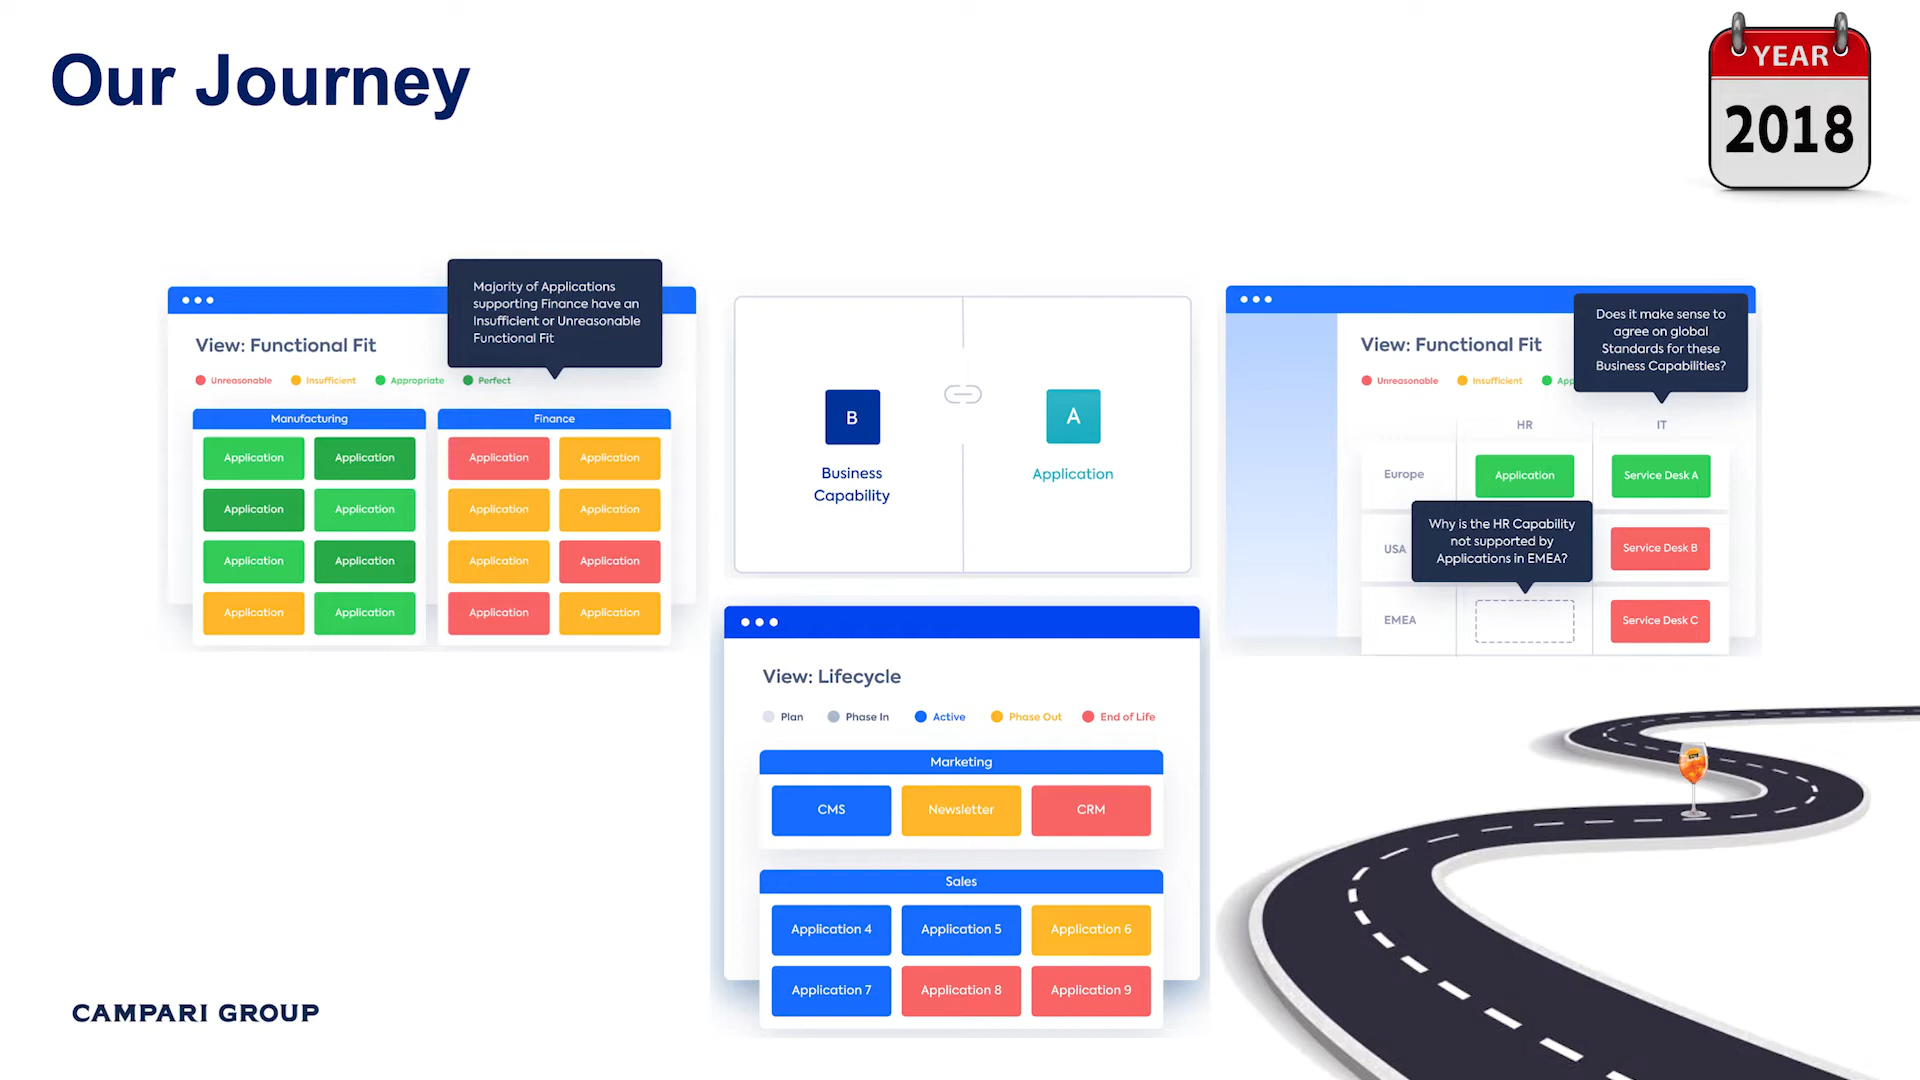 Our Journey
YEAR
2018
Majority of Applications
supporting Finance have an
Insufficient or Unreasonable
Functional Fit
View: Functional Fit
Unreasonable Insufficient Appropriate Perfect
Manufacturing Finance
Application Application Application Application
Application Application Application Application
Application Application Application Application
Application Application Application Application
B
Business
Capability
A
Application
Does it make sense to
agree on global
Standards for these
Business Capabilities?
View: Functional Fit
Unreasonable Insufficient App
HR IT
Europe Application Service Desk A
Why is the HR Capability
not supported by
Applications in EMEA?
USA Service Desk B
EMEA Service Desk C
View: Lifecycle
Plan Phase In Active Phase Out End of Life
Marketing
CMS Newsletter CRM
Sales
Application 4 Application 5 Application 6
Application 7 Application 8 Application 9
CAMPARI GROUP